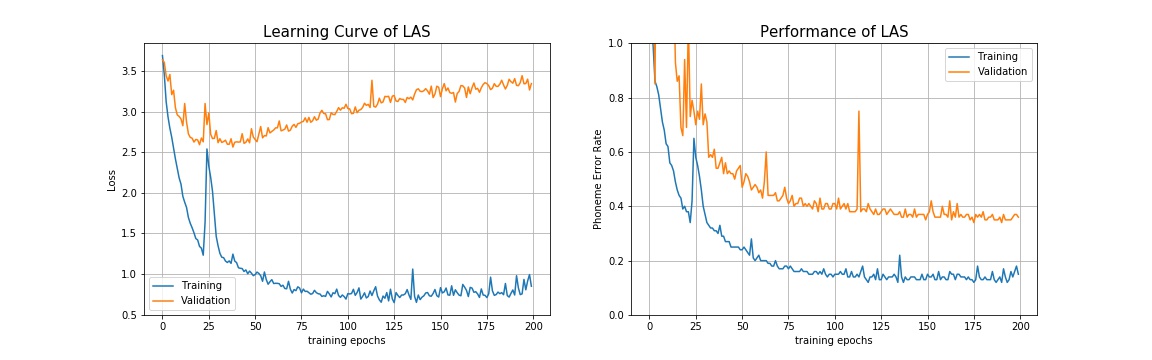 Learning Curve of LAS
Loss
3.5
3.0
2.5
2.0
1.5
1.0
0.5
Training
Validation
0 25 50 75 100 125 150 175 200
training epochs
Performance of LAS
Phoneme Error Rate
1.0
0.8
0.6
0.4
0.2
0.0
Training
Validation
0 25 50 75 100 125 150 175 200
training epochs